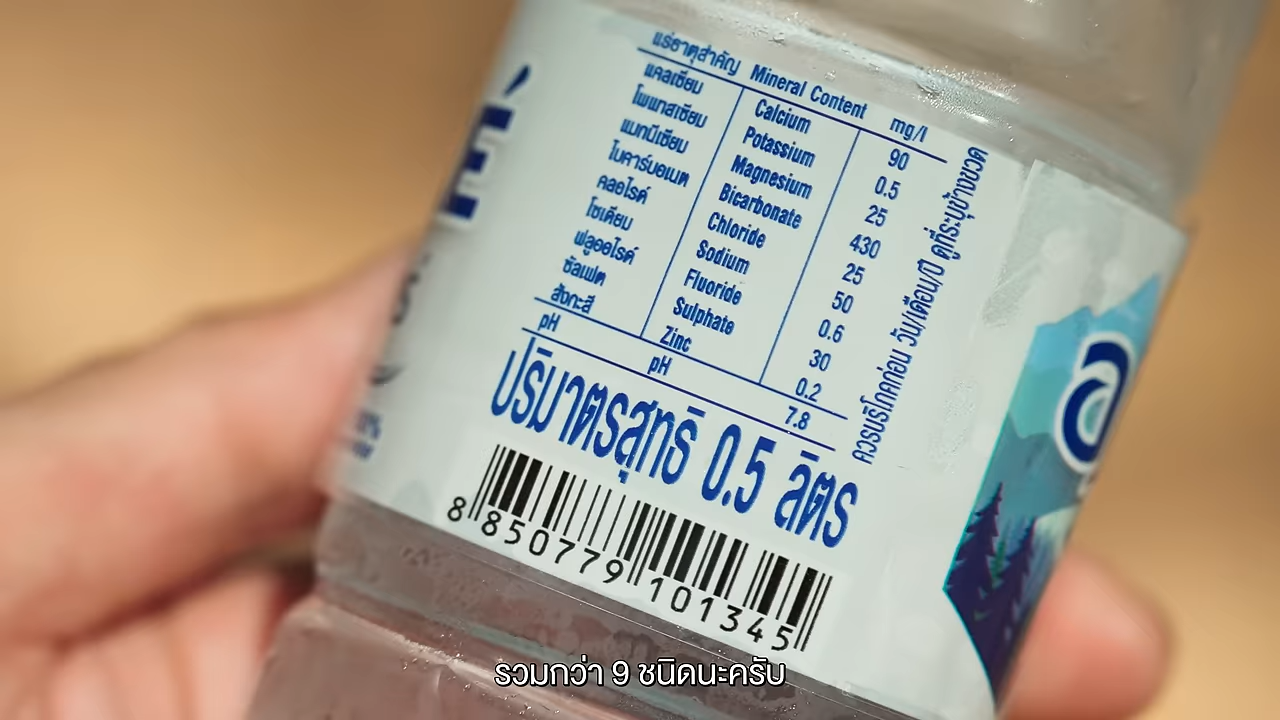 แร่ธาตุสำคัญ Mineral Content mg/l
แคลเซียม Calcium 90
โพแทสเซียม Potassium 0.5
แมกนีเซียม Magnesium 25
ไบคาร์บอเนต Bicarbonate 430
คลอไรด์ Chloride 25
โซเดียม Sodium 50
ฟลูออไรด์ Fluoride 0.6
ซัลเฟต Sulphate 30
สังกะสี Zinc 0.2
pH pH 7.8
ควรบริโภคก่อน วัน/เดือน/ปี ดูที่ระบุข้างขวด
ปริมาตรสุทธิ 0.5 ลิตร
8 850779 101345
É
อ
รวมกว่า 9 ชนิดนะครับ